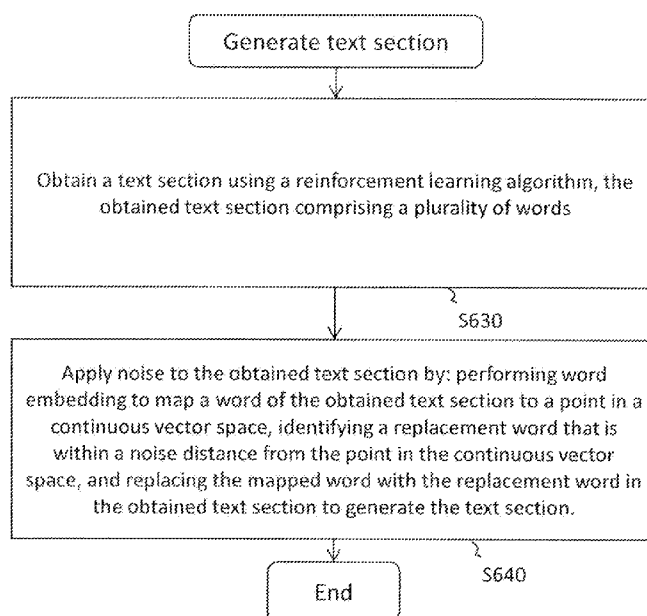 Generate text section
Obtain a text section using a reinforcement learning algorithm, the
obtained text section comprising a plurality of words
S630
Apply noise to the obtained text section by: performing word
embedding to map a word of the obtained text section to a point in a
continuous vector space, identifying a replacement word that is
within a noise distance from the point in the continuous vector
space, and replacing the mapped word with the replacement word in
the obtained text section to generate the text section.
S640
End